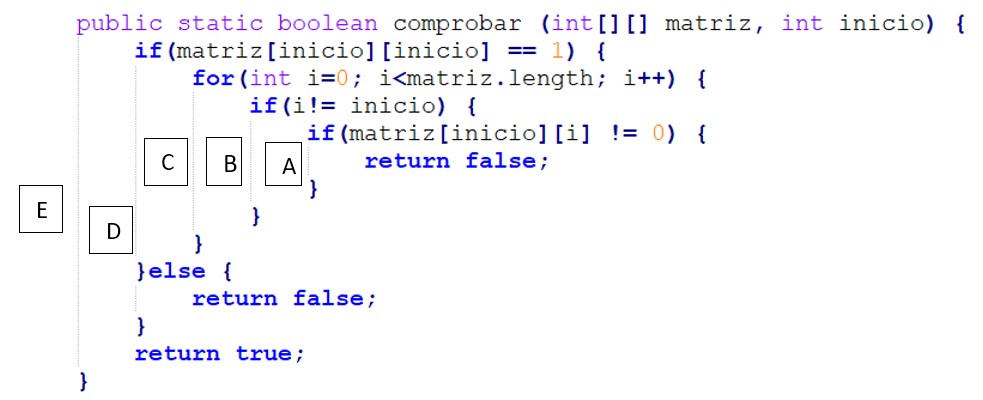 public static boolean comprobar (int[][] matriz, int inicio) {
if(matriz[inicio][inicio] == 1) {
for(int i=0; i<matriz.length; i++) {
if(i!= inicio) {
if(matriz[inicio][i] != 0) {
C B A return false;
}
E
}
D
}
}else {
return false;
}
return true;
}